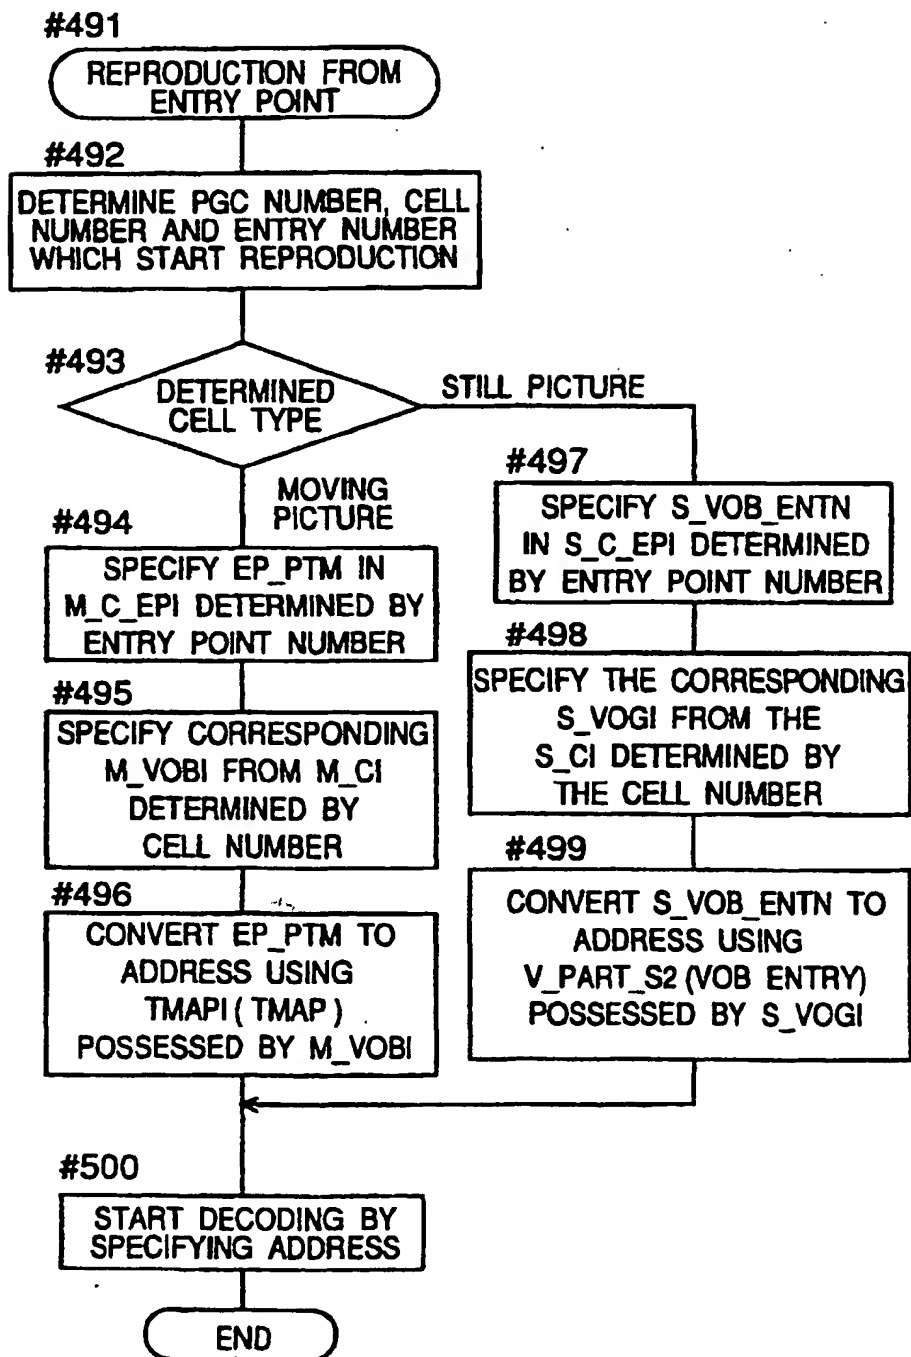 #491
REPRODUCTION FROM
ENTRY POINT
#492
DETERMINE PGC NUMBER, CELL
NUMBER AND ENTRY NUMBER
WHICH START REPRODUCTION
#493
DETERMINED
CELL TYPE
STILL PICTURE
MOVING
PICTURE
#494
SPECIFY EP_PTM IN
M_C_EPI DETERMINED BY
ENTRY POINT NUMBER
#495
SPECIFY CORRESPONDING
M_VOBI FROM M_CI
DETERMINED BY
CELL NUMBER
#496
CONVERT EP_PTM TO
ADDRESS USING
TMAPI ( TMAP )
POSSESSED BY M_VOBI
#497
SPECIFY S_VOB_ENTN
IN S_C_EPI DETERMINED
BY ENTRY POINT NUMBER
#498
SPECIFY THE CORRESPONDING
S_VOGI FROM THE
S_CI DETERMINED BY
THE CELL NUMBER
#499
CONVERT S_VOB_ENTN TO
ADDRESS USING
V_PART_S2 (VOB ENTRY)
POSSESSED BY S_VOGI
#500
START DECODING BY
SPECIFYING ADDRESS
END